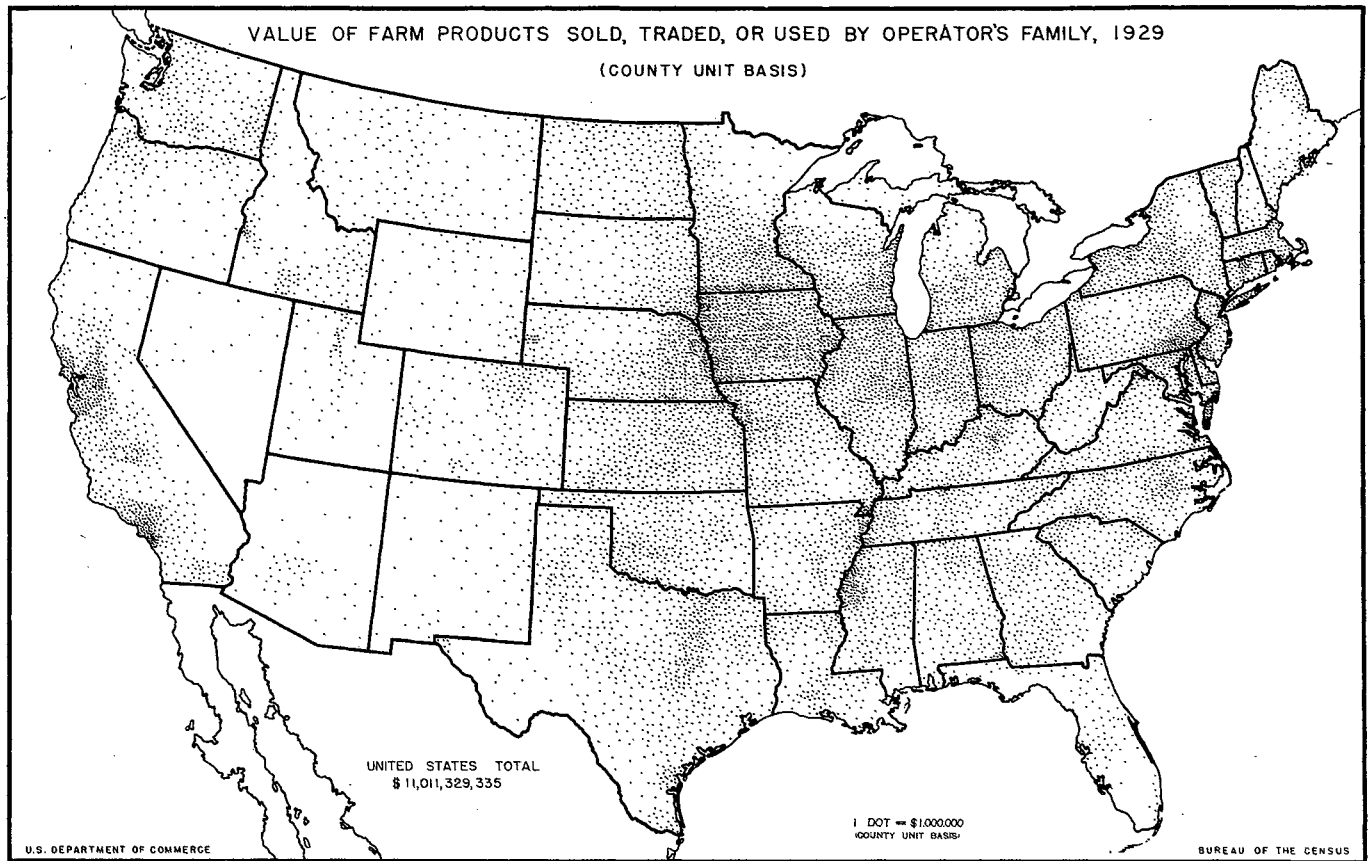 VALUE OF FARM PRODUCTS SOLD, TRADED, OR USED BY OPERATOR'S FAMILY, 1929
(COUNTY UNIT BASIS)
UNITED STATES TOTAL
$11,011,329,335
1 DOT = $1,000,000
(COUNTY UNIT BASIS)
U.S. DEPARTMENT OF COMMERCE
BUREAU OF THE CENSUS